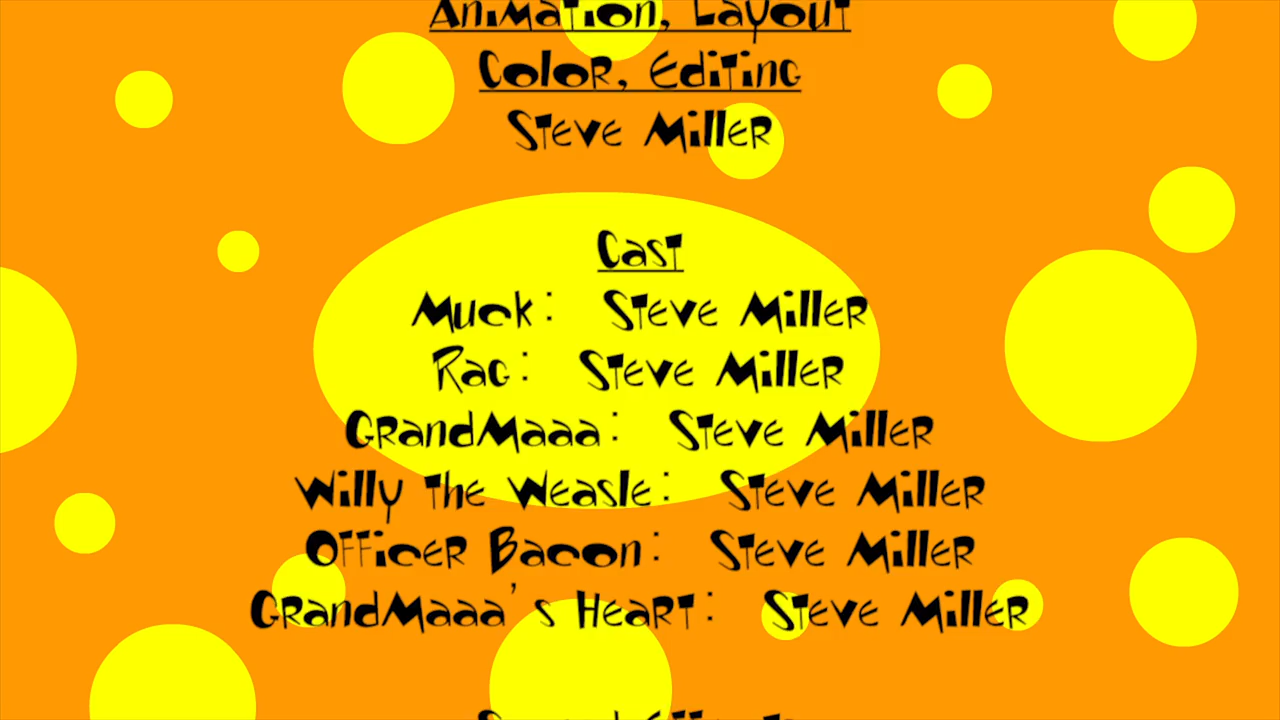 Animation, Layout
Color, Editing
Steve Miller
Cast
Muck: Steve Miller
Rag: Steve Miller
GrandMaaa: Steve Miller
Willy the Weasle: Steve Miller
Officer Bacon: Steve Miller
GrandMaaa's Heart: Steve Miller